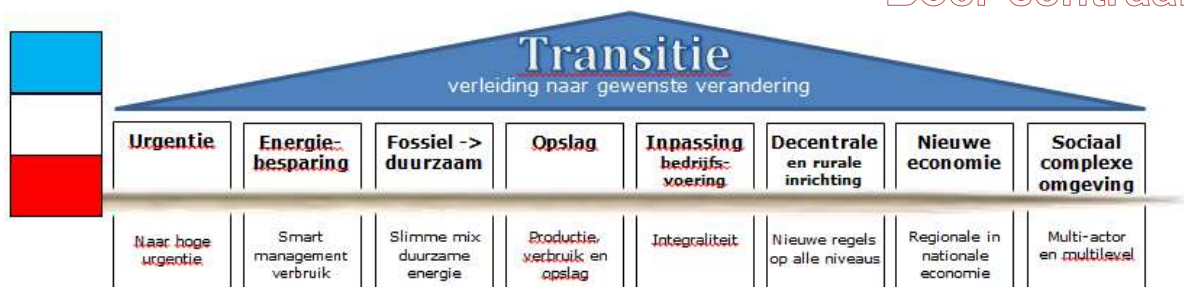 Boer centraal
Transitie
verleiding naar gewenste verandering
Urgentie
Energie-
besparing
Fossiel ->
duurzaam
Opslag
Inpassing
bedrijfs-
voering
Decentrale
en rurale
inrichting
Nieuwe
economie
Sociaal
complexe
omgeving
Naar hoge
urgentie
Smart
management
verbruik
Slimme mix
duurzame
energie
Productie,
verbruik en
opslag
Integraliteit
Nieuwe regels
op alle niveaus
Regionale in
nationale
economie
Multi-actor
en multilevel